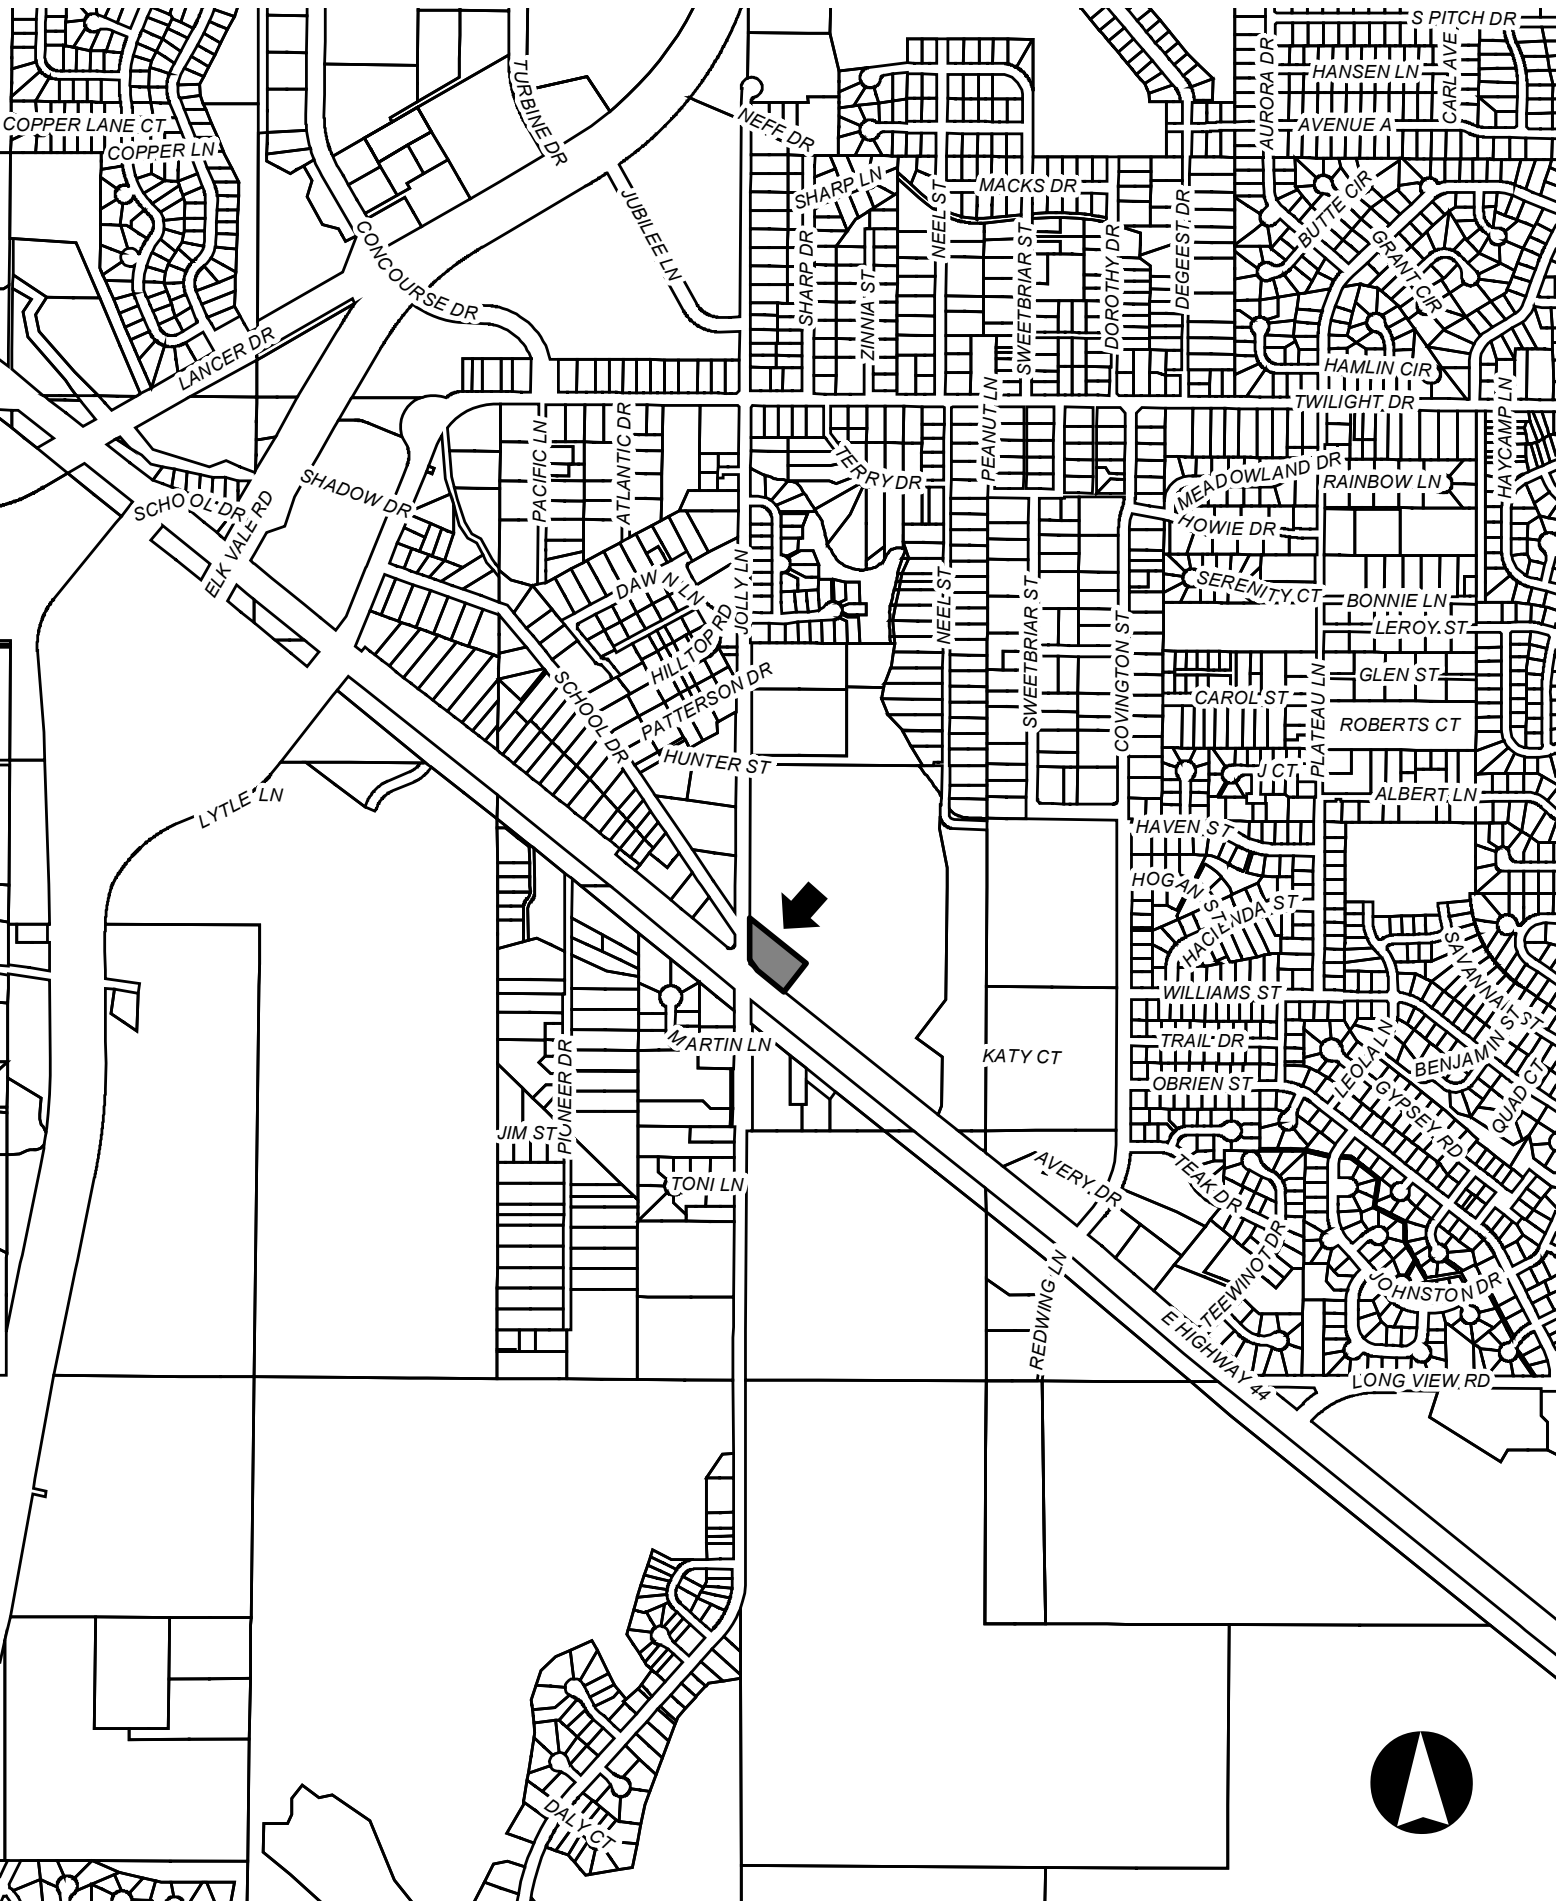 S PITCH DR
AURORA DR
CARL AVE
HANSEN LN
TURBINE DR
COPPER LANE CT
NEFF DR
AVENUE A
COPPER LN
SHARP LN
MACKS DR
BUTTE CIR
JUBILEE LN
NEEL ST
DEGEEST DR
CONCOURSE DR
SHARP DR
SWEETBRIAR ST
DOROTHY DR
GRANT CIR
ZINNIA ST
LANCER DR
HAMLIN CIR
TWILIGHT DR
PEANUT LN
HAYCAMP LN
PACIFIC LN
ATLANTIC DR
TERRY DR
MEADOWLAND DR
RAINBOW LN
SHADOW DR
SCHOOL DR
ELK VALE RD
HOWIE DR
DAWN LN
JOLLY LN
SERENITY CT
BONNIE LN
NEEL ST
SWEETBRIAR ST
COVINGTON ST
LEROY ST
HILLTOP RD
GLEN ST
SCHOOL DR
PATTERSON DR
CAROL ST
PLATEAU LN
ROBERTS CT
HUNTER ST
J CT
LYTLE LN
ALBERT LN
HAVEN ST
HOGAN ST
HACIENDA ST
SAVANNAH ST
WILLIAMS ST
MARTIN LN
KATY CT
TRAIL DR
LEOLA LN
BENJAMIN ST
OBRIEN ST
GYPSEY RD
QUAD CT
PIONEER DR
JIM ST
TONI LN
AVERY DR
TEAK DR
TEEWINOT DR
JOHNSTON DR
REDWING LN
E HIGHWAY 44
LONG VIEW RD
DALY CT